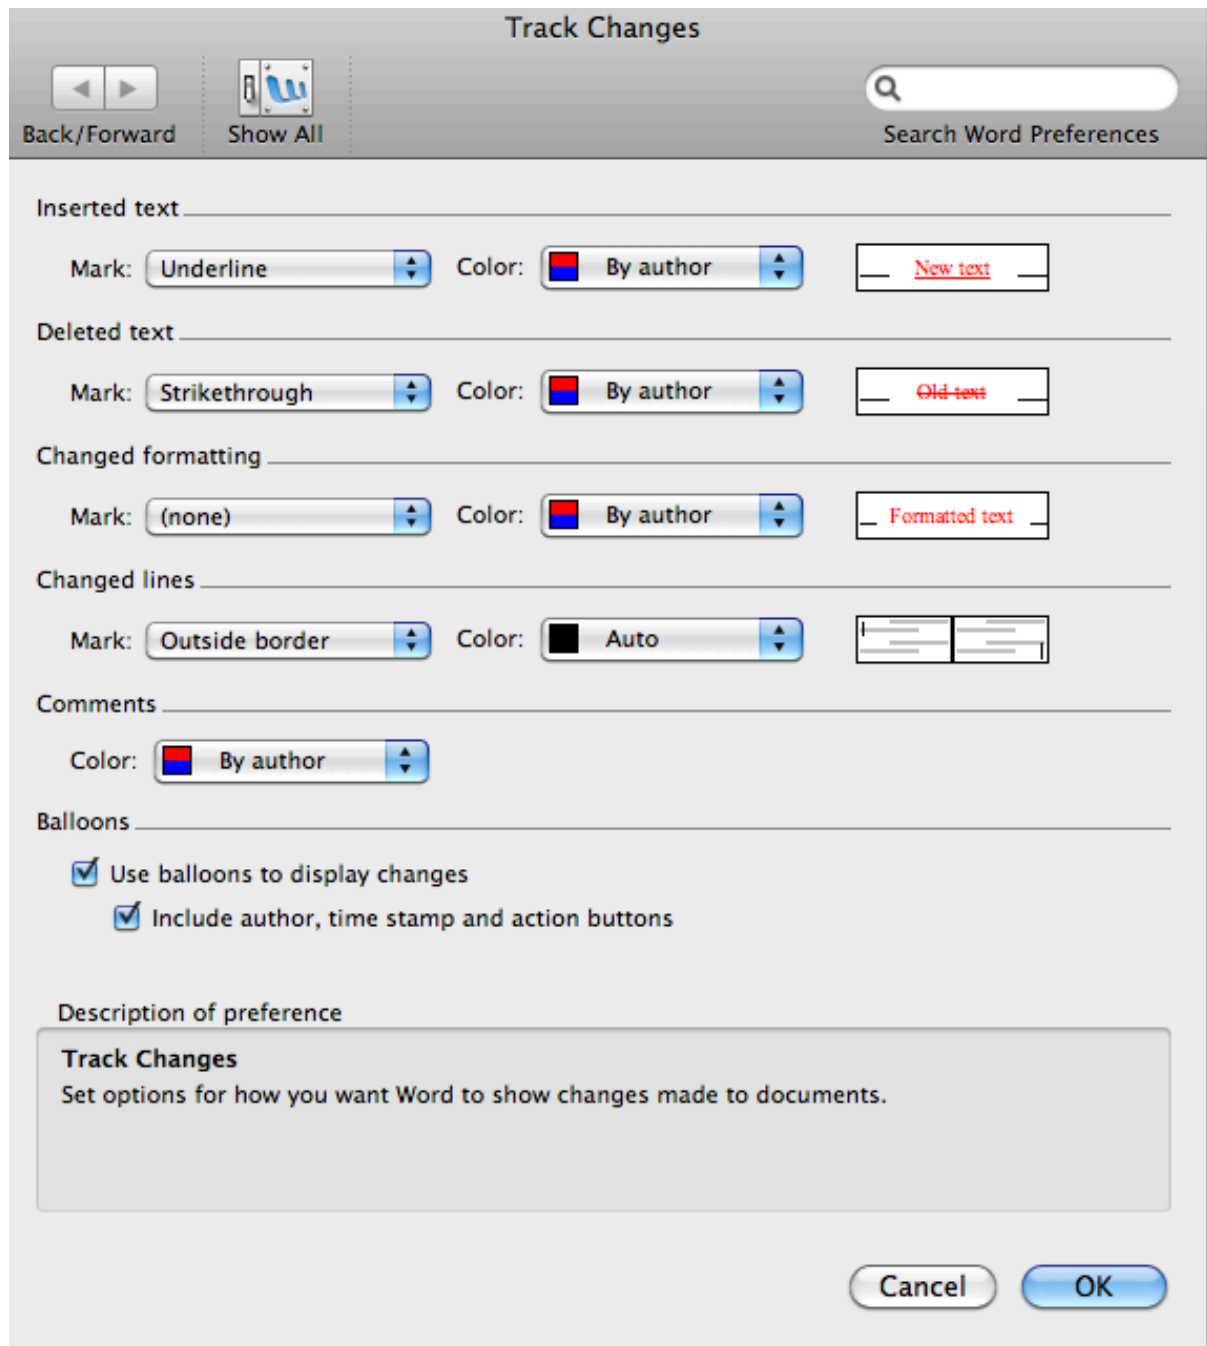 Track Changes
Back/Forward Show All Search Word Preferences
Inserted text
Mark: Underline Color: By author New text
Deleted text
Mark: Strikethrough Color: By author Old text
Changed formatting
Mark: (none) Color: By author Formatted text
Changed lines
Mark: Outside border Color: Auto
Comments
Color: By author
Balloons
Use balloons to display changes
Include author, time stamp and action buttons
Description of preference
Track Changes
Set options for how you want Word to show changes made to documents.
Cancel OK